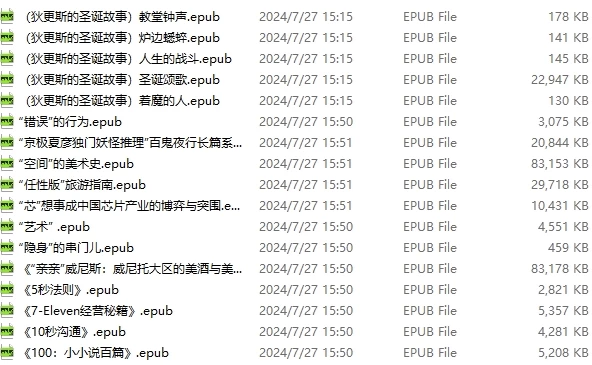 （狄更斯的圣诞故事）教堂钟声.epub 2024/7/27 15:15 EPUB File 178 KB
（狄更斯的圣诞故事）炉边蟋蟀.epub 2024/7/27 15:15 EPUB File 141 KB
（狄更斯的圣诞故事）人生的战斗.epub 2024/7/27 15:15 EPUB File 145 KB
（狄更斯的圣诞故事）圣诞颂歌.epub 2024/7/27 15:15 EPUB File 22,947 KB
（狄更斯的圣诞故事）着魔的人.epub 2024/7/27 15:15 EPUB File 130 KB
“错误”的行为.epub 2024/7/27 15:50 EPUB File 3,075 KB
“京极夏彦独门妖怪推理”百鬼夜行长篇系... 2024/7/27 15:51 EPUB File 20,844 KB
“空间”的美术史.epub 2024/7/27 15:51 EPUB File 83,153 KB
“任性版”旅游指南.epub 2024/7/27 15:51 EPUB File 29,718 KB
“芯”想事成中国芯片产业的博弈与突围.e... 2024/7/27 15:51 EPUB File 10,431 KB
“艺术” .epub 2024/7/27 15:50 EPUB File 4,551 KB
“隐身”的串门儿.epub 2024/7/27 15:50 EPUB File 459 KB
《“亲亲”威尼斯：威尼托大区的美酒与美... 2024/7/27 15:50 EPUB File 83,178 KB
《5秒法则》.epub 2024/7/27 15:50 EPUB File 2,821 KB
《7-Eleven经营秘籍》.epub 2024/7/27 15:50 EPUB File 5,357 KB
《10秒沟通》.epub 2024/7/27 15:50 EPUB File 4,281 KB
《100：小小说百篇》.epub 2024/7/27 15:50 EPUB File 5,208 KB